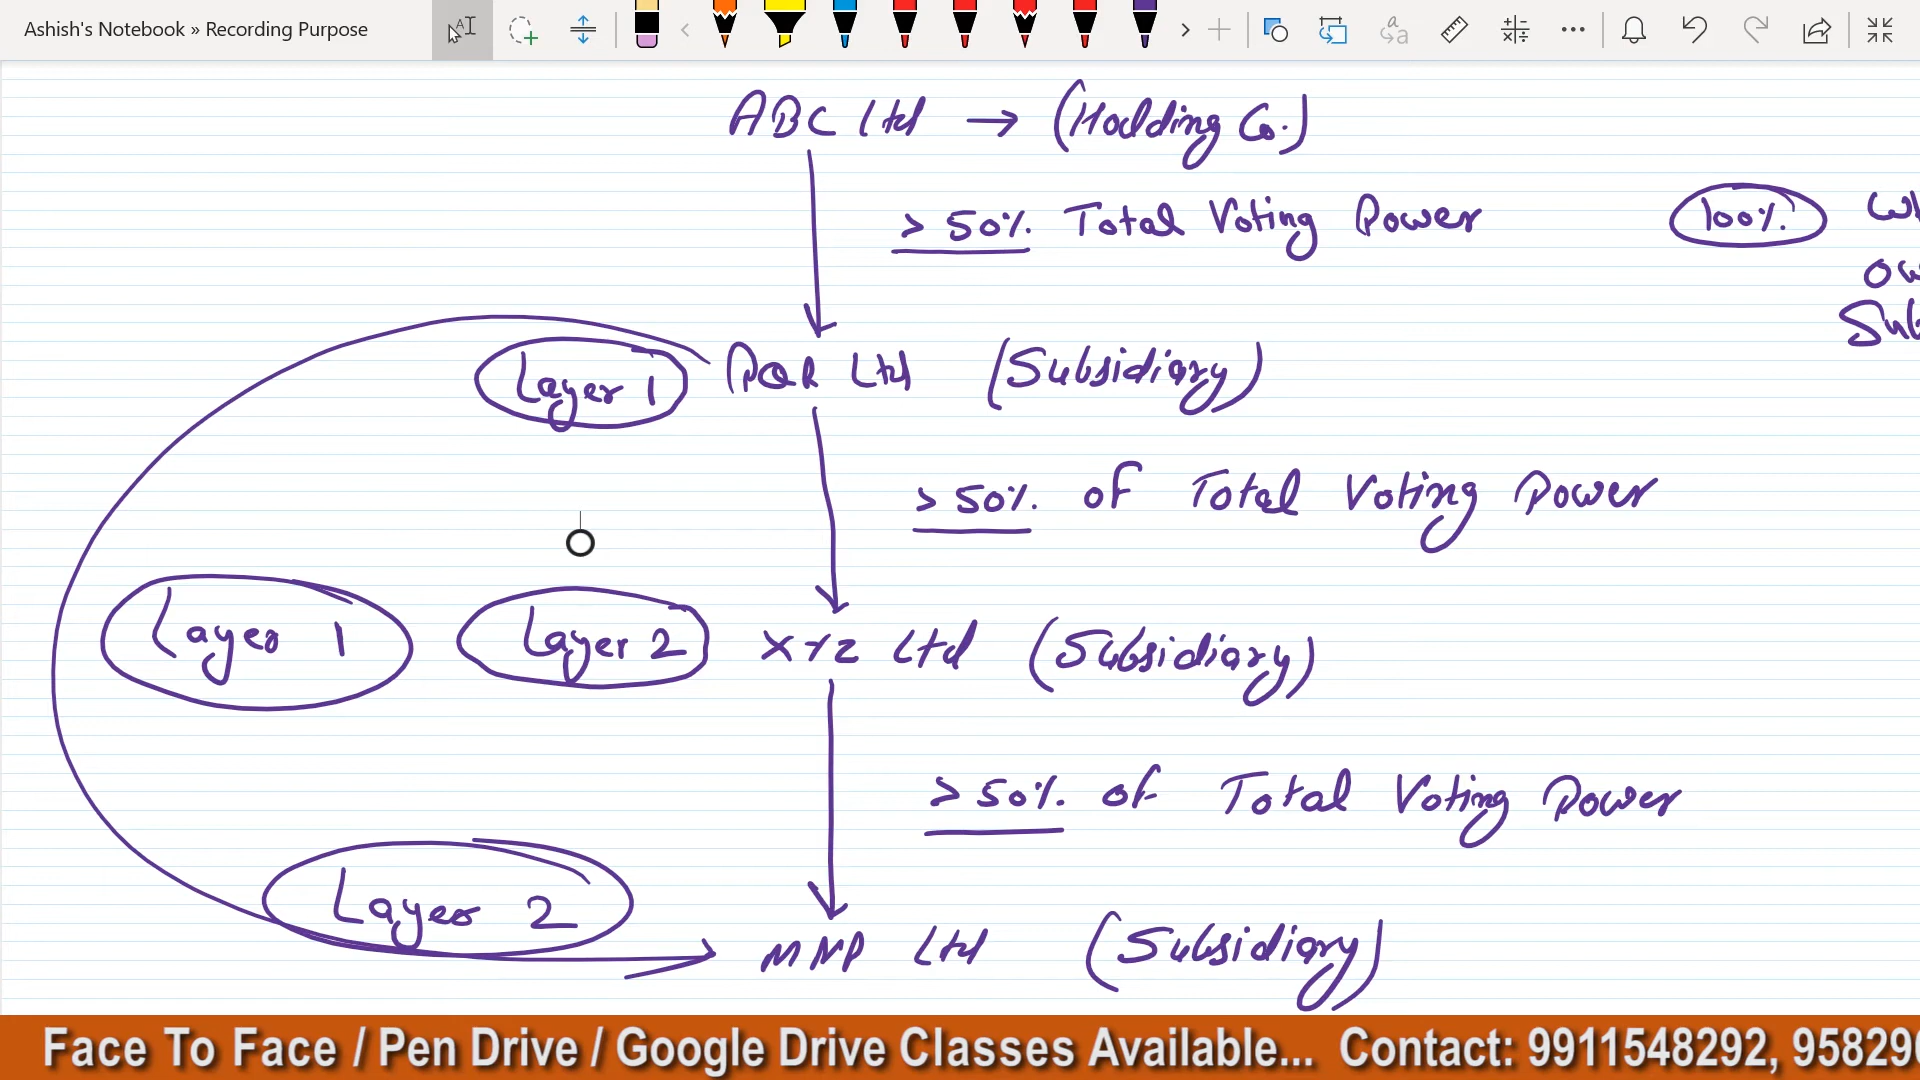 Ashish's Notebook » Recording Purpose
ABC Ltd → (Holding Co.)
> 50% Total Voting Power
100%
Layer 1 PQR Ltd (Subsidiary)
> 50% of Total Voting Power
Layer 1 Layer 2 XYZ Ltd (Subsidiary)
> 50% of Total Voting Power
Layer 2
MNP Ltd (Subsidiary)
Face To Face / Pen Drive / Google Drive Classes Available... Contact: 9911548292, 95829